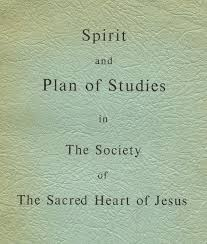 Spirit
and
Plan of Studies
in
The Society
of
The Sacred Heart of Jesus